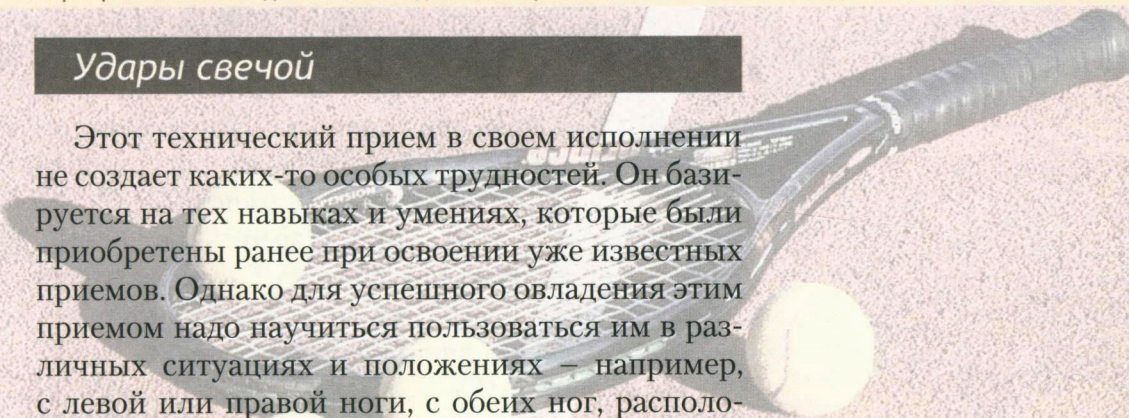 Удары свечой
Этот технический прием в своем исполнении
не создает каких-то особых трудностей. Он бази-
руется на тех навыках и умениях, которые были
приобретены ранее при освоении уже известных
приемов. Однако для успешного овладения этим
приемом надо научиться пользоваться им в раз-
личных ситуациях и положениях – например,
с левой или правой ноги, с обеих ног, располо-